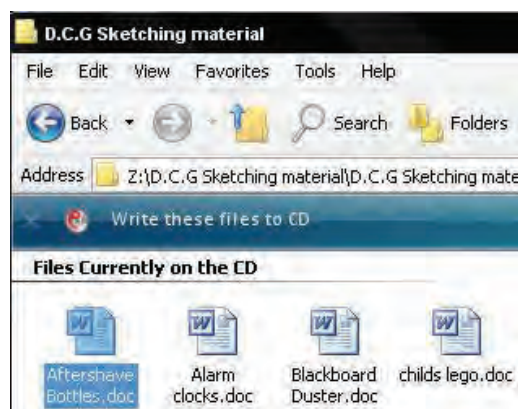 D.C.G Sketching material
File Edit View Favorites Tools Help
Back Search Folders
Address Z:\D.C.G Sketching material\D.C.G Sketching mate
Write these files to CD
Files Currently on the CD
Aftershave Bottles.doc
Alarm clocks.doc
Blackboard Duster.doc
childs lego.doc